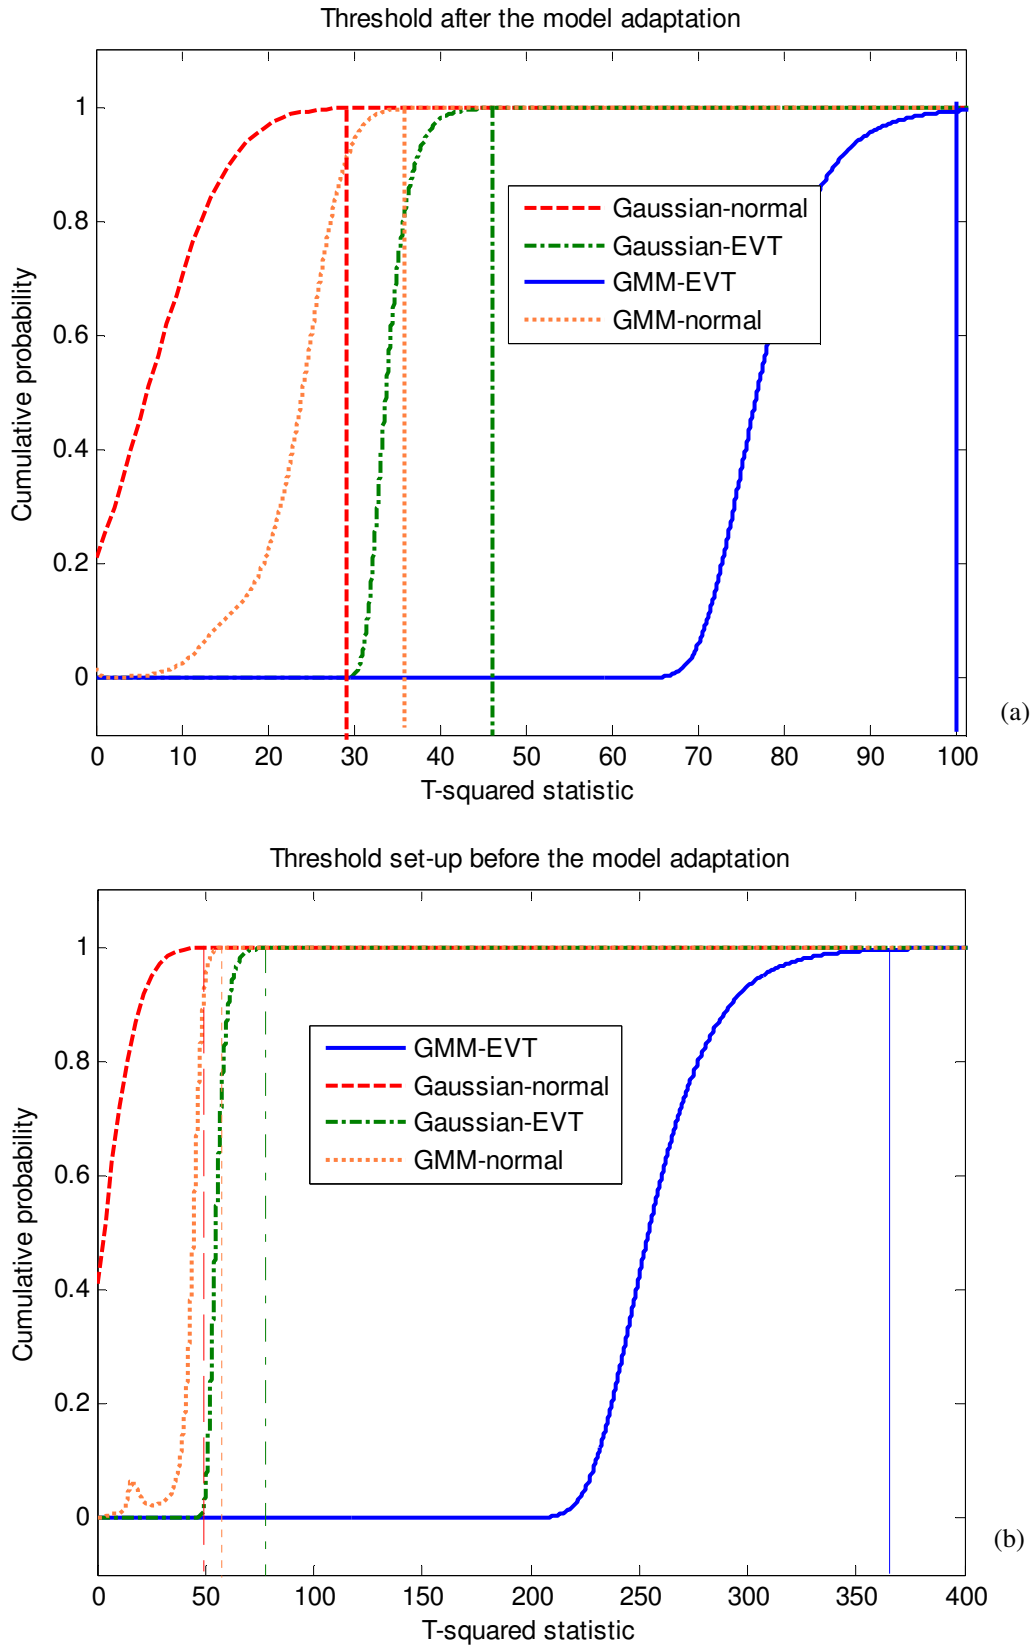 Threshold after the model adaptation
1
0.8
0.6
0.4
0.2
0
Cumulative probability
Gaussian-normal
Gaussian-EVT
GMM-EVT
GMM-normal
(a)
0 10 20 30 40 50 60 70 80 90 100
T-squared statistic
Threshold set-up before the model adaptation
1
0.8
0.6
0.4
0.2
0
Cumulative probability
GMM-EVT
Gaussian-normal
Gaussian-EVT
GMM-normal
(b)
0 50 100 150 200 250 300 350 400
T-squared statistic